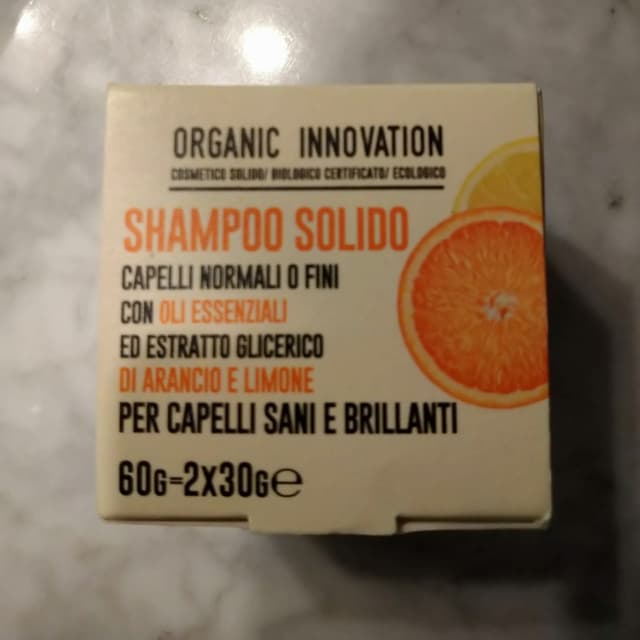 ORGANIC INNOVATION
COSMETICO SOLIDO/ BIOLOGICO CERTIFICATO/ ECOLOGICO
SHAMPOO SOLIDO
CAPELLI NORMALI O FINI
CON OLI ESSENZIALI
ED ESTRATTO GLICERICO
DI ARANCIO E LIMONE
PER CAPELLI SANI E BRILLANTI
60G=2X30G℮